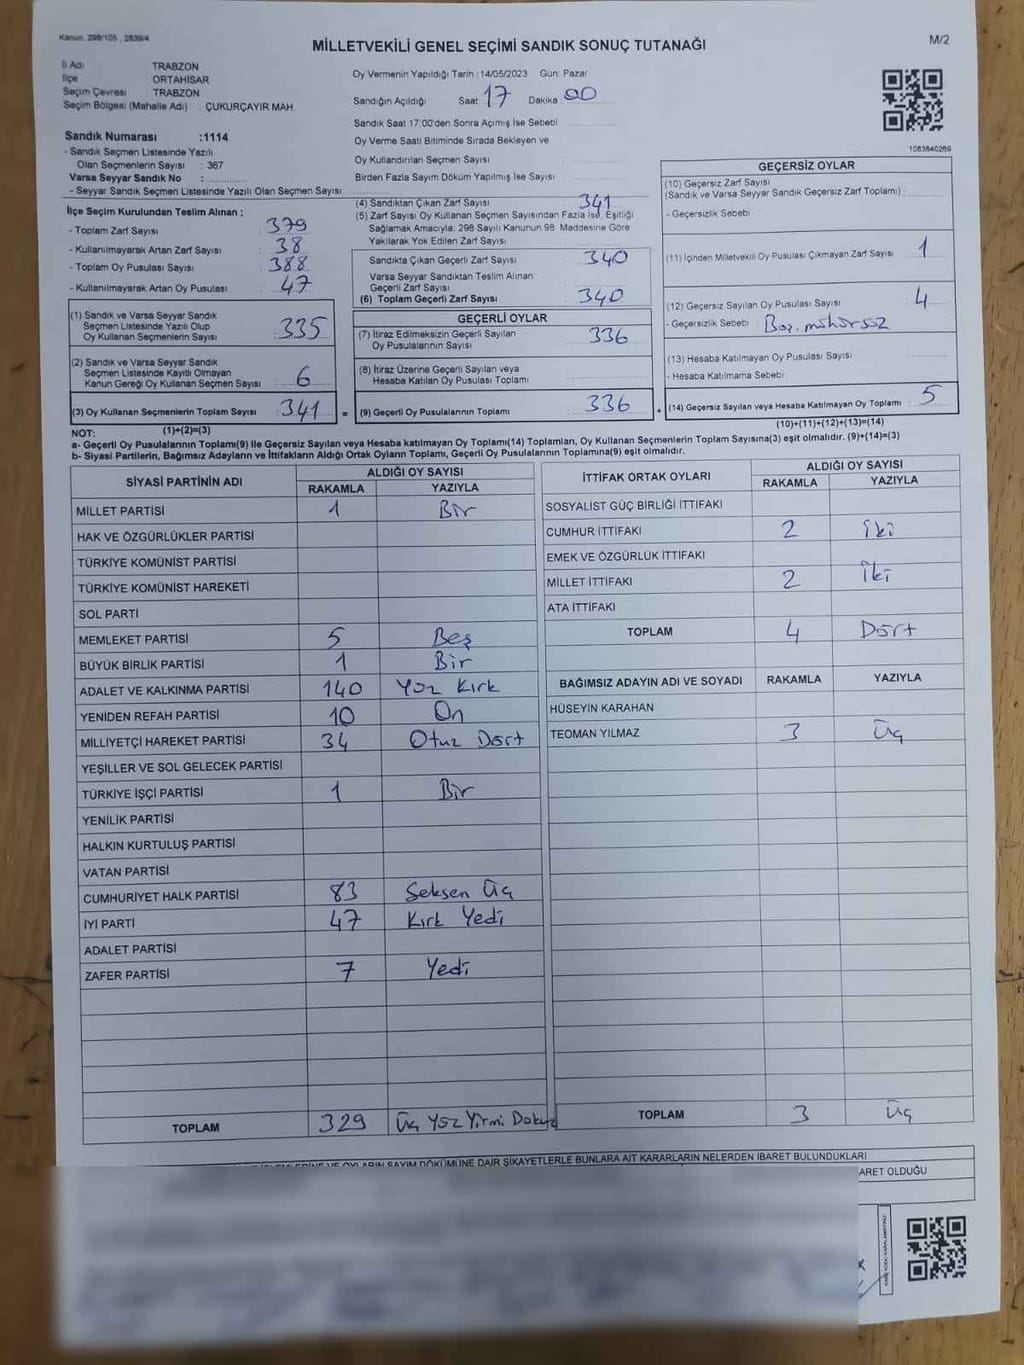 Kanun: 298/105 , 2839/4
MİLLETVEKİLİ GENEL SEÇİMİ SANDIK SONUÇ TUTANAĞI
M/2
İl Adı TRABZON
İlçe ORTAHİSAR
Seçim Çevresi TRABZON
Seçim Bölgesi (Mahalle Adı) : ÇUKURÇAYIR MAH.
Sandık Numarası :1114
- Sandık Seçmen Listesinde Yazılı
Olan Seçmenlerin Sayısı : 367
Varsa Seyyar Sandık No :
- Seyyar Sandık Seçmen Listesinde Yazılı Olan Seçmen Sayısı
Oy Vermenin Yapıldığı Tarih : 14/05/2023 Gün: Pazar
Sandığın Açıldığı Saat 17 Dakika 00
Sandık Saat 17:00'den Sonra Açımış İse Sebebi
Oy Verme Saati Bitiminde Sırada Bekleyen ve
Oy Kullandırılan Seçmen Sayısı
Birden Fazla Sayım Döküm Yapılmış İse Sayısı
1083640269
İlçe Seçim Kurulundan Teslim Alınan ;
- Toplam Zarf Sayısı : 379
- Kullanılmayarak Artan Zarf Sayısı : 38
- Toplam Oy Pusulası Sayısı : 388
- Kullanılmayarak Artan Oy Pusulası : 47
(1) Sandık ve Varsa Seyyar Sandık
Seçmen Listesinde Yazılı Olup
Oy Kullanan Seçmenlerin Sayısı : 335
(2) Sandık ve Varsa Seyyar Sandık
Seçmen Listesinde Kayıtlı Olmayan
Kanun Gereği Oy Kullanan Seçmen Sayısı : 6
(3) Oy Kullanan Seçmenlerin Toplam Sayısı : 341 =
(1)+(2)=(3)
(4) Sandıktan Çıkan Zarf Sayısı : 341
(5) Zarf Sayısı Oy Kullanan Seçmen Sayısından Fazla İse, Eşitliği
Sağlamak Amacıyla: 298 Sayılı Kanunun 98. Maddesine Göre
Yakılarak Yok Edilen Zarf Sayısı
Sandıkta Çıkan Geçerli Zarf Sayısı : 340
Varsa Seyyar Sandıktan Teslim Alınan
Geçerli Zarf Sayısı
(6) Toplam Geçerli Zarf Sayısı : 340
GEÇERLİ OYLAR
(7) İtiraz Edilmeksizin Geçerli Sayılan
Oy Pusulalarının Sayısı : 336
(8) İtiraz Üzerine Geçerli Sayılan veya
Hesaba Katılan Oy Pusulası Toplamı
(9) Geçerli Oy Pusulalarının Toplamı : 336 +
GEÇERSİZ OYLAR
(10) Geçersiz Zarf Sayısı
(Sandık ve Varsa Seyyar Sandık Geçersiz Zarf Toplamı) :
- Geçersizlik Sebebi
(11) İçinden Milletvekili Oy Pusulası Çıkmayan Zarf Sayısı : 1
(12) Geçersiz Sayılan Oy Pusulası Sayısı : 4
- Geçersizlik Sebebi : Boş. mühürsüz
(13) Hesaba Katılmayan Oy Pusulası Sayısı
- Hesaba Katılmama Sebebi
(14) Geçersiz Sayılan veya Hesaba Katılmayan Oy Toplamı : 5
(10)+(11)+(12)+(13)=(14)
NOT:
a- Geçerli Oy Pusulalarının Toplamı(9) ile Geçersiz Sayılan veya Hesaba katılmayan Oy Toplamı(14) Toplamları, Oy Kullanan Seçmenlerin Toplam Sayısına(3) eşit olmalıdır. (9)+(14)=(3)
b- Siyasi Partilerin, Bağımsız Adayların ve İttifakların Aldığı Ortak Oyların Toplamı, Geçerli Oy Pusulalarının Toplamına(9) eşit olmalıdır.
SİYASİ PARTİNİN ADI ALDIĞI OY SAYISI
RAKAMLA YAZIYLA
MİLLET PARTİSİ 1 Bir
HAK VE ÖZGÜRLÜKLER PARTİSİ
TÜRKİYE KOMÜNİST PARTİSİ
TÜRKİYE KOMÜNİST HAREKETİ
SOL PARTİ
MEMLEKET PARTİSİ 5 Beş
BÜYÜK BİRLİK PARTİSİ 1 Bir
ADALET VE KALKINMA PARTİSİ 140 Yüz Kırk
YENİDEN REFAH PARTİSİ 10 On
MİLLİYETÇİ HAREKET PARTİSİ 34 Otuz Dört
YEŞİLLER VE SOL GELECEK PARTİSİ
TÜRKİYE İŞÇİ PARTİSİ 1 Bir
YENİLİK PARTİSİ
HALKIN KURTULUŞ PARTİSİ
VATAN PARTİSİ
CUMHURİYET HALK PARTİSİ 83 Seksen Üç
İYİ PARTİ 47 Kırk Yedi
ADALET PARTİSİ
ZAFER PARTİSİ 7 Yedi
TOPLAM 329 Üç Yüz Yirmi Dokuz
İTTİFAK ORTAK OYLARI ALDIĞI OY SAYISI
RAKAMLA YAZIYLA
SOSYALİST GÜÇ BİRLİĞİ İTTİFAKI
CUMHUR İTTİFAKI 2 İki
EMEK VE ÖZGÜRLÜK İTTİFAKI
MİLLET İTTİFAKI 2 İki
ATA İTTİFAKI
TOPLAM 4 Dört
BAĞIMSIZ ADAYIN ADI VE SOYADI RAKAMLA YAZIYLA
HÜSEYİN KARAHAN
TEOMAN YILMAZ 3 Üç
TOPLAM 3 Üç
OYLARIN SAYIM DÖKÜMÜNE DAİR ŞİKAYETLERLE BUNLARA AİT KARARLARIN NELERDEN İBARET BULUNDUKLARI
ARET OLDUĞU